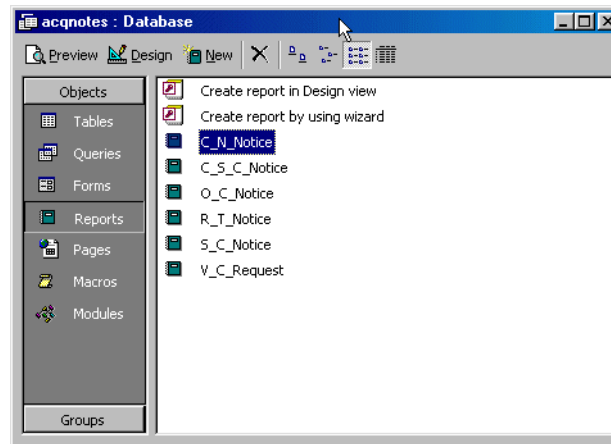 acqnotes : Database
Preview Design New
Objects
Tables
Queries
Forms
Reports
Pages
Macros
Modules
Groups
Create report in Design view
Create report by using wizard
C_N_Notice
C_S_C_Notice
O_C_Notice
R_T_Notice
S_C_Notice
V_C_Request